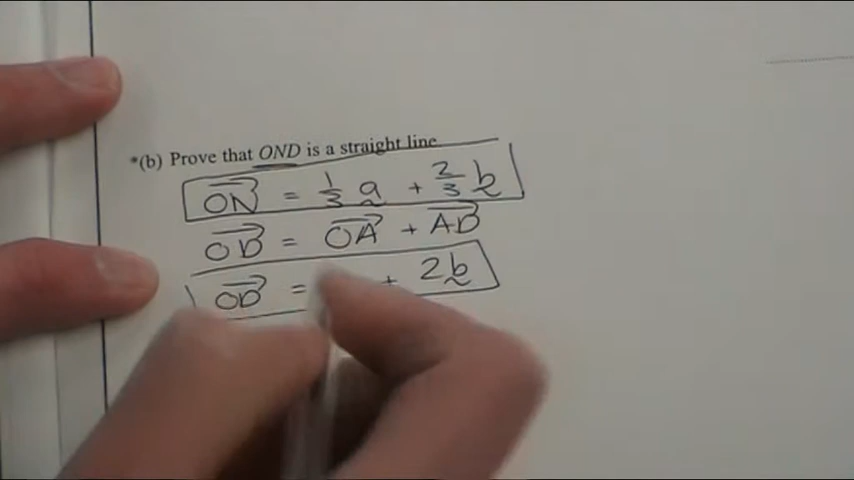 *(b) Prove that OND is a straight line
ON = 1/3 a + 2/3 b
OD = OA + AD
OD = + 2b